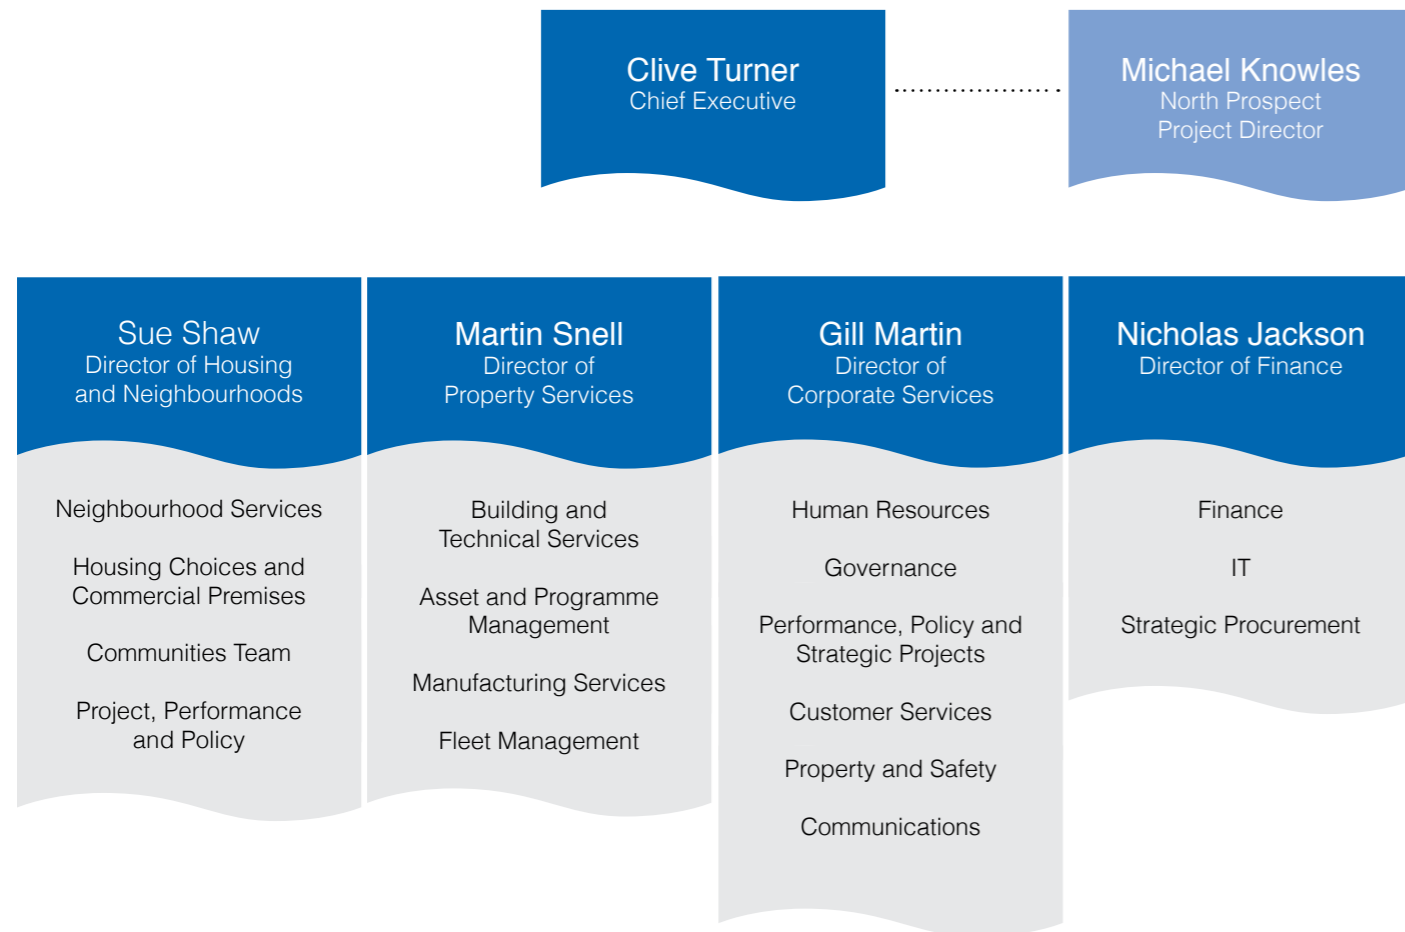 Clive Turner
Chief Executive
Michael Knowles
North Prospect
Project Director
Sue Shaw
Director of Housing
and Neighbourhoods
Neighbourhood Services
Housing Choices and
Commercial Premises
Communities Team
Project, Performance
and Policy
Martin Snell
Director of
Property Services
Building and
Technical Services
Asset and Programme
Management
Manufacturing Services
Fleet Management
Gill Martin
Director of
Corporate Services
Human Resources
Governance
Performance, Policy and
Strategic Projects
Customer Services
Property and Safety
Communications
Nicholas Jackson
Director of Finance
Finance
IT
Strategic Procurement